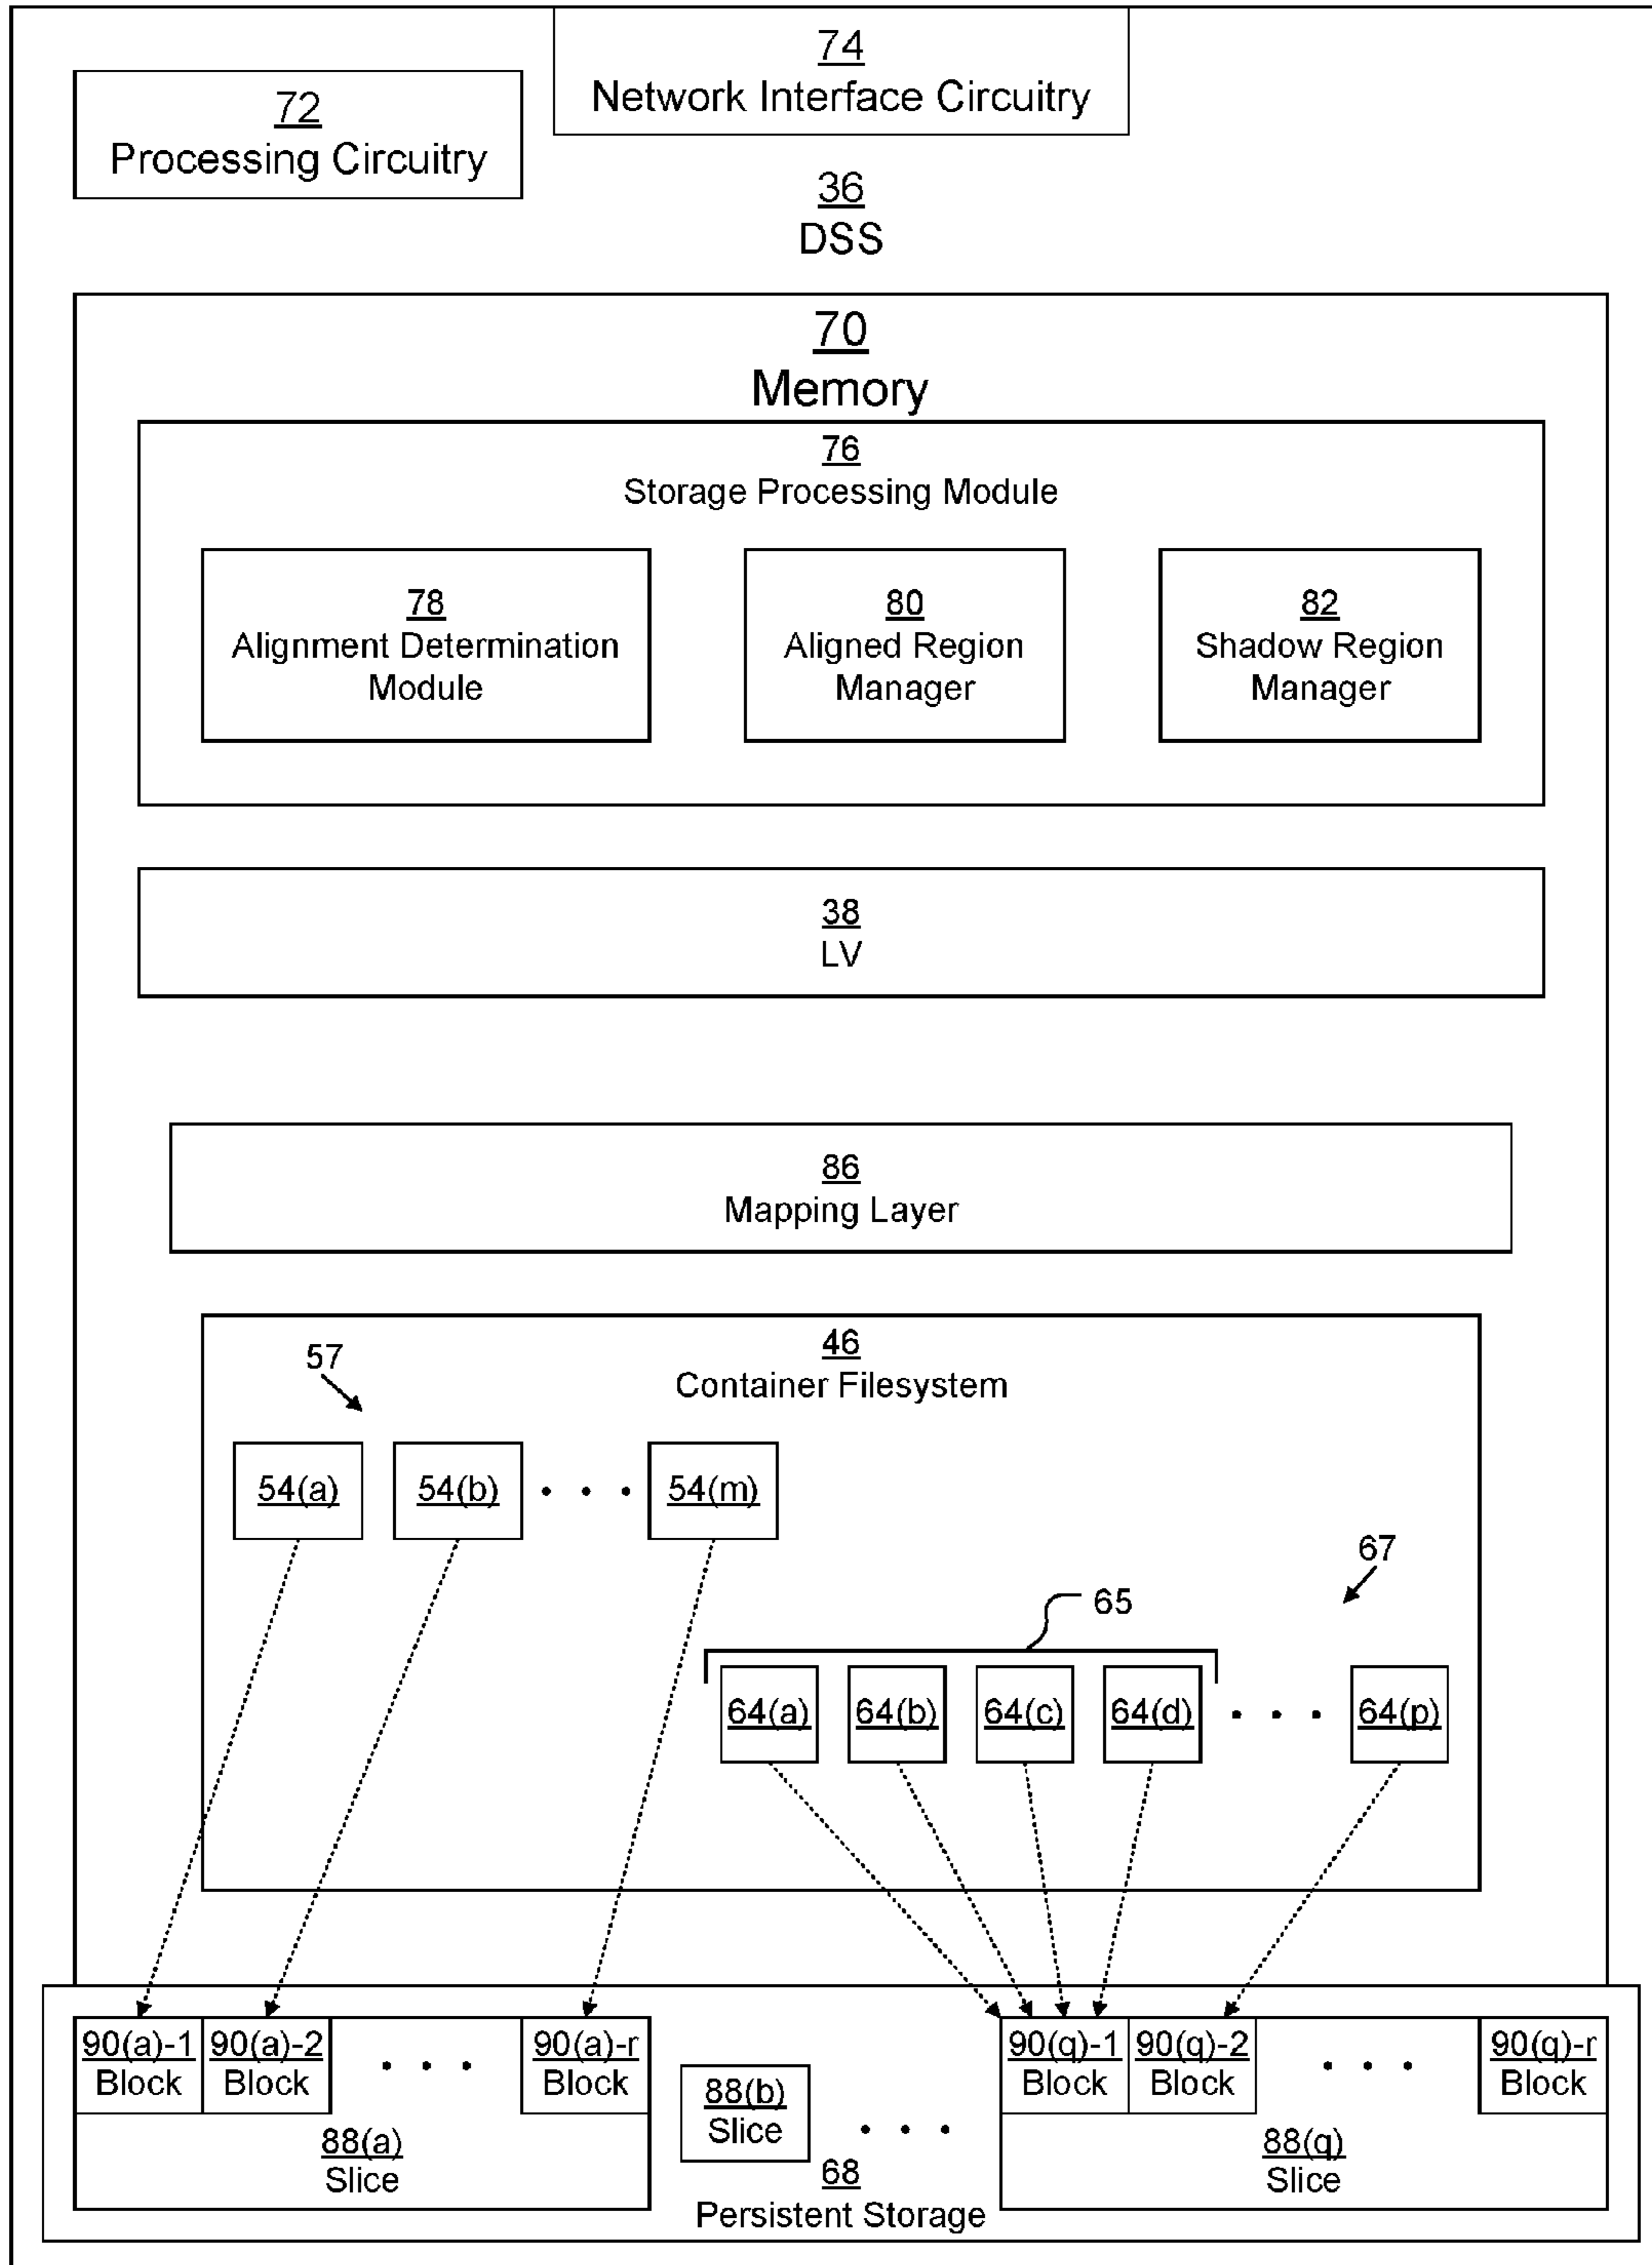 74
Network Interface Circuitry
72
Processing Circuitry
36
DSS
70
Memory
76
Storage Processing Module
78
Alignment Determination
Module
80
Aligned Region
Manager
82
Shadow Region
Manager
38
LV
86
Mapping Layer
46
Container Filesystem
57
54(a)
54(b)
54(m)
67
65
64(a)
64(b)
64(c)
64(d)
64(p)
90(a)-1
Block
90(a)-2
Block
90(a)-r
Block
88(a)
Slice
88(b)
Slice
68
Persistent Storage
90(q)-1
Block
90(q)-2
Block
90(q)-r
Block
88(q)
Slice